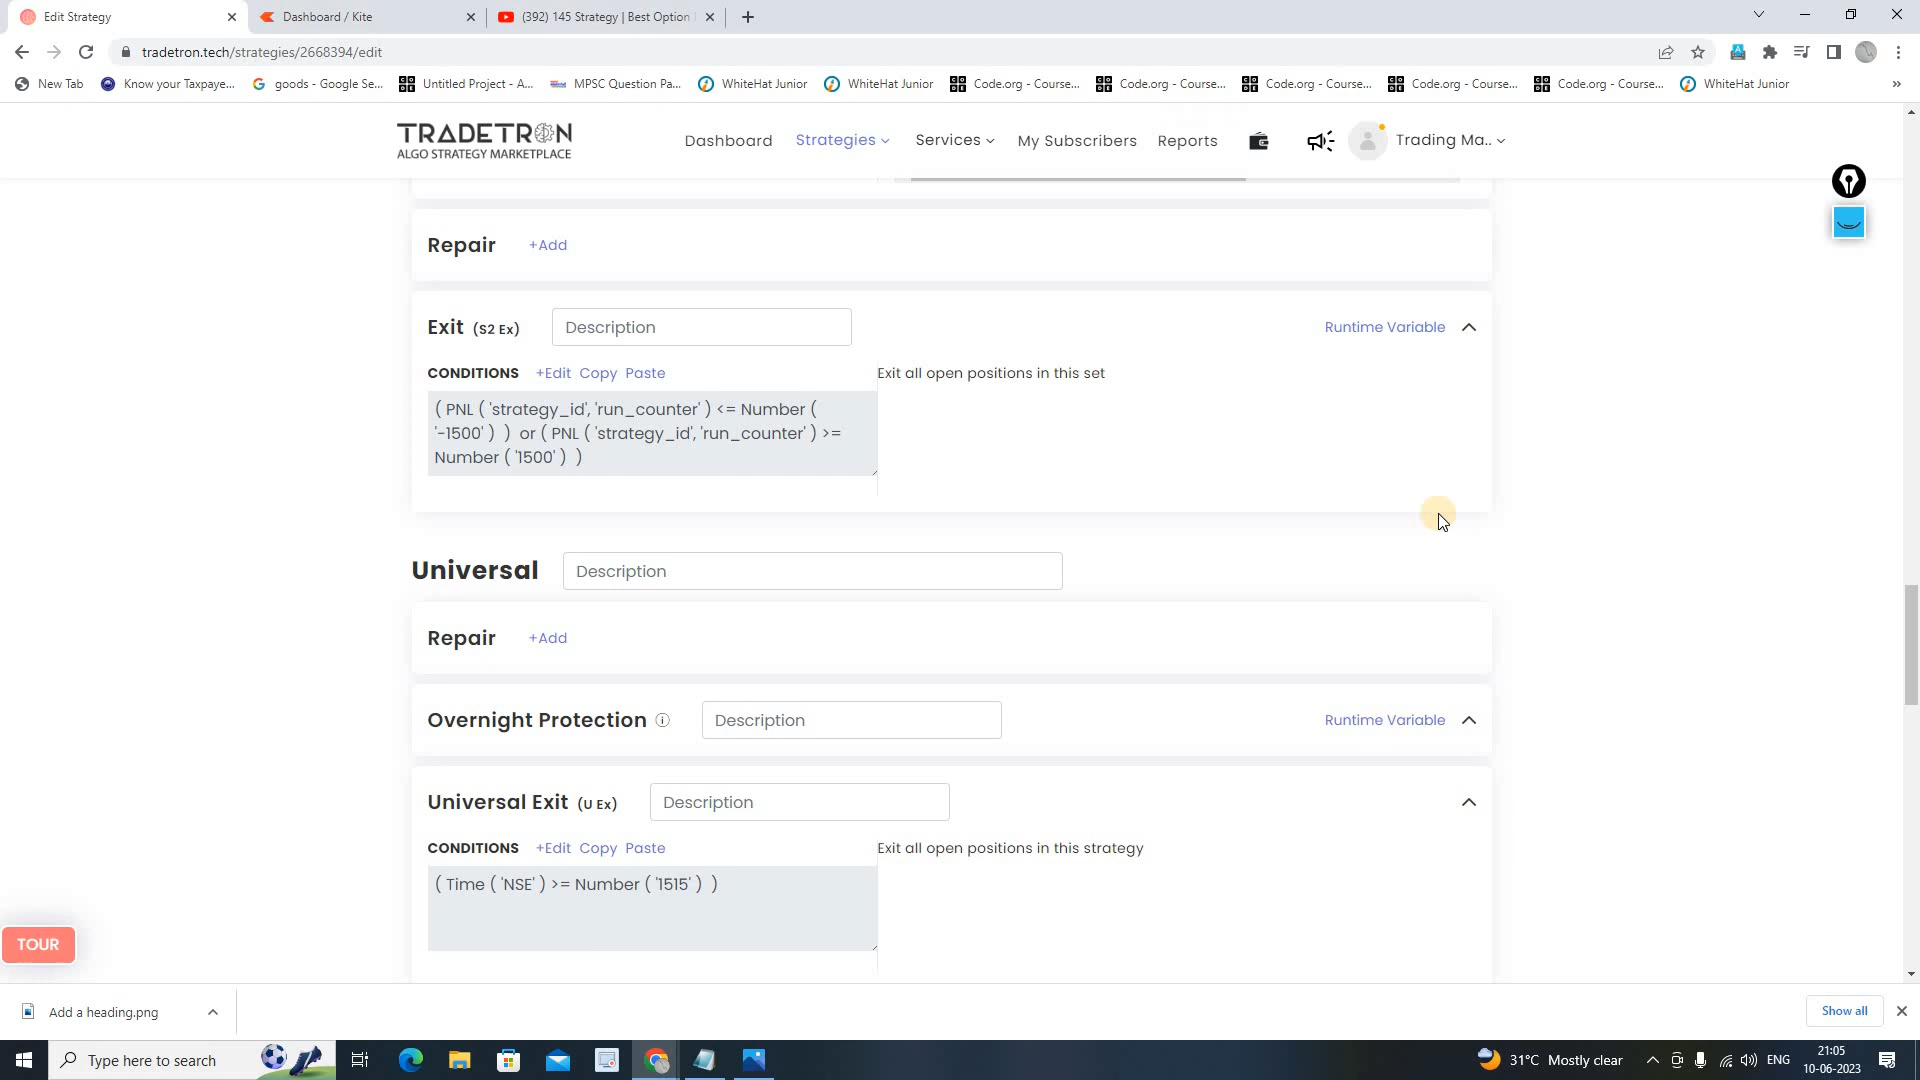 Edit Strategy
Dashboard / Kite
(392) 145 Strategy | Best Option
tradetron.tech/strategies/2668394/edit
New Tab
Know your Taxpaye...
goods - Google Se...
Untitled Project - A...
MPSC Question Pa...
WhiteHat Junior
WhiteHat Junior
Code.org - Course...
Code.org - Course...
Code.org - Course...
Code.org - Course...
Code.org - Course...
WhiteHat Junior
»
TRADETRON
ALGO STRATEGY MARKETPLACE
Dashboard
Strategies
Services
My Subscribers
Reports
Trading Ma..
Repair +Add
Exit (S2 Ex) Description Runtime Variable
CONDITIONS +Edit Copy Paste Exit all open positions in this set
( PNL ( 'strategy_id', 'run_counter' ) <= Number (
'-1500' ) ) or ( PNL ( 'strategy_id', 'run_counter' ) >=
Number ( '1500' ) )
Universal Description
Repair +Add
Overnight Protection Description Runtime Variable
Universal Exit (U Ex) Description
CONDITIONS +Edit Copy Paste Exit all open positions in this strategy
( Time ( 'NSE' ) >= Number ( '1515' ) )
TOUR
Add a heading.png
Show all
Type here to search
31°C Mostly clear
ENG
21:05
10-06-2023